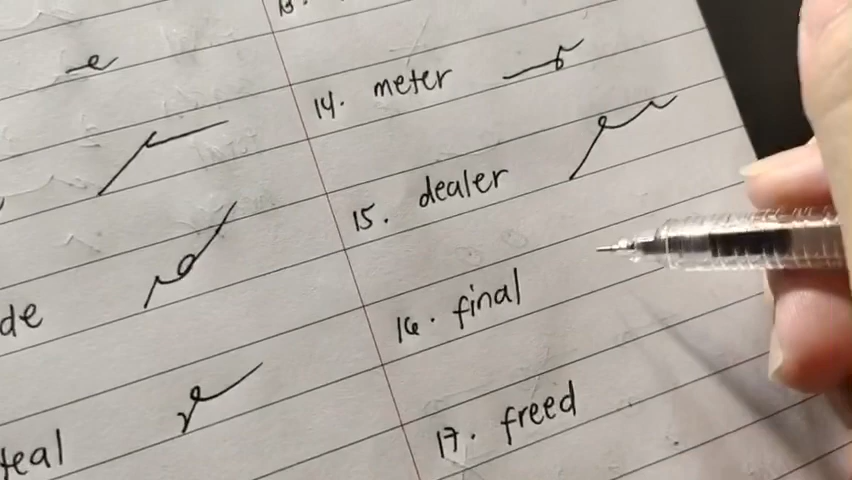 14. meter
15. dealer
16. final
17. freed
de
teal